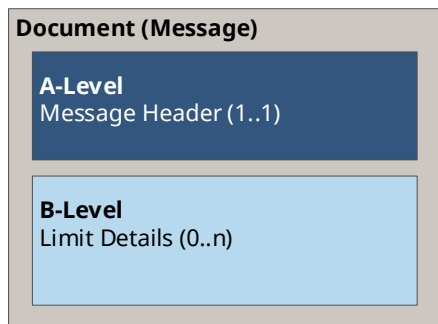 Document (Message)
A-Level
Message Header (1..1)
B-Level
Limit Details (0..n)